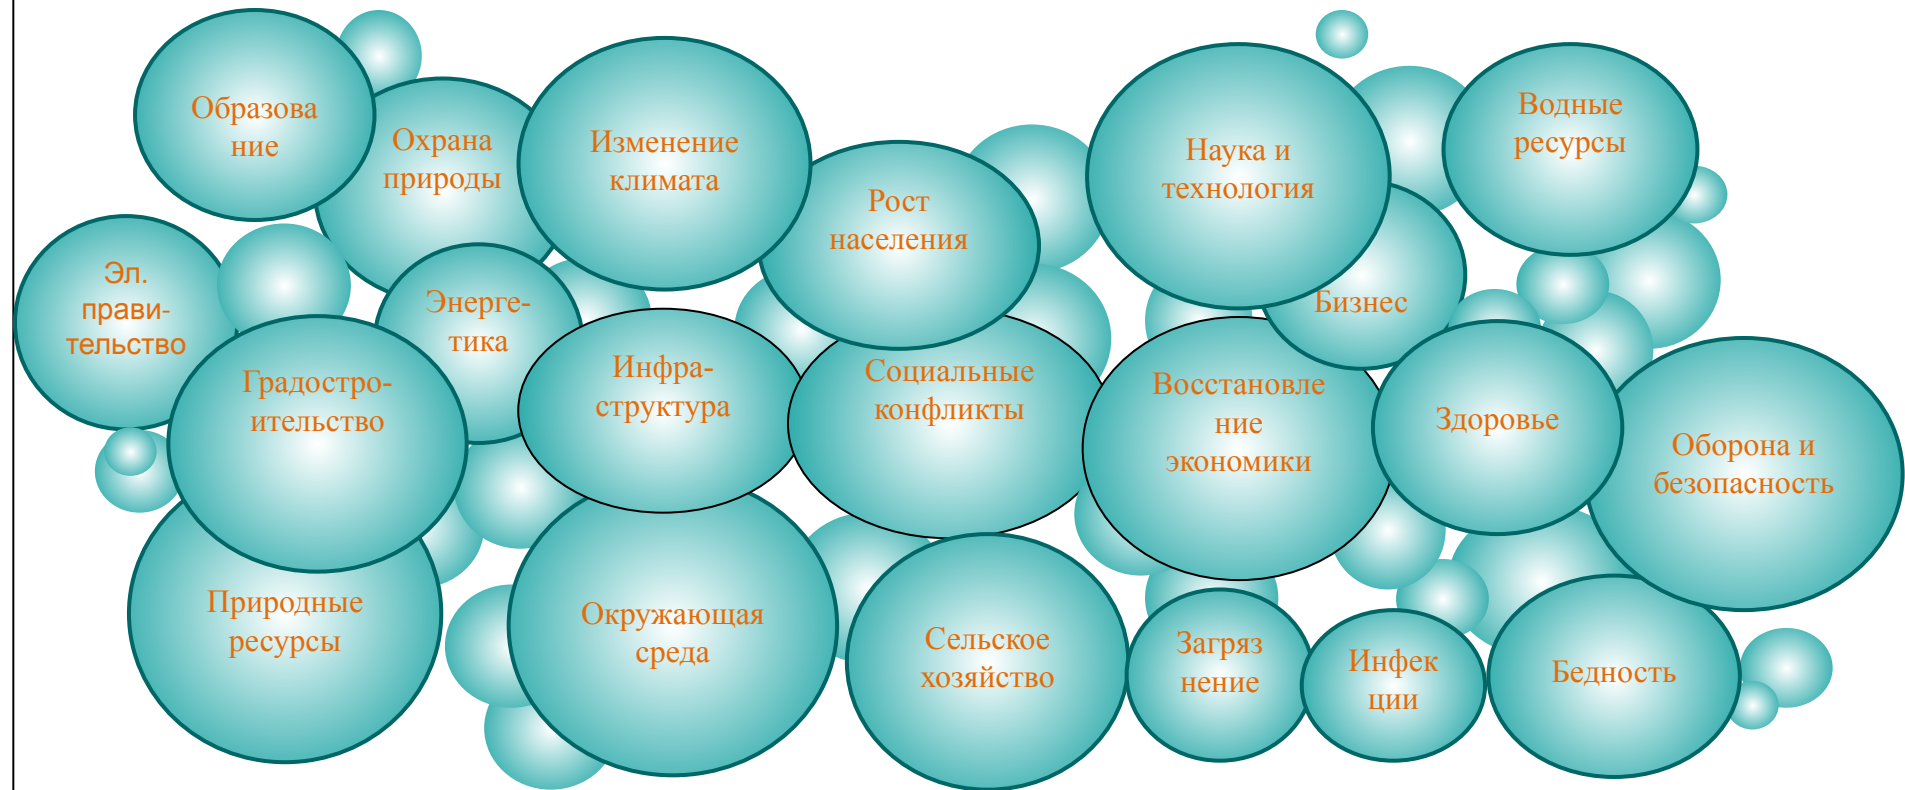 Образова
ние
Охрана
природы
Изменение
климата
Рост
населения
Наука и
технология
Водные
ресурсы
Эл.
прави-
тельство
Энерге-
тика
Бизнес
Градостро-
ительство
Инфра-
структура
Социальные
конфликты
Восстановле
ние
экономики
Здоровье
Оборона и
безопасность
Природные
ресурсы
Окружающая
среда
Сельское
хозяйство
Загряз
нение
Инфек
ции
Бедность